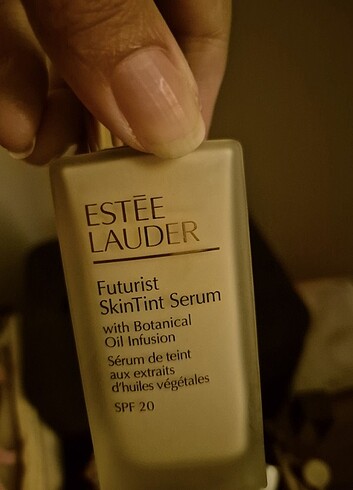 ESTĒE
LAUDER
Futurist
SkinTint Serum
with Botanical
Oil Infusion
Sérum de teint
aux extraits
d'huiles végétales
SPF 20